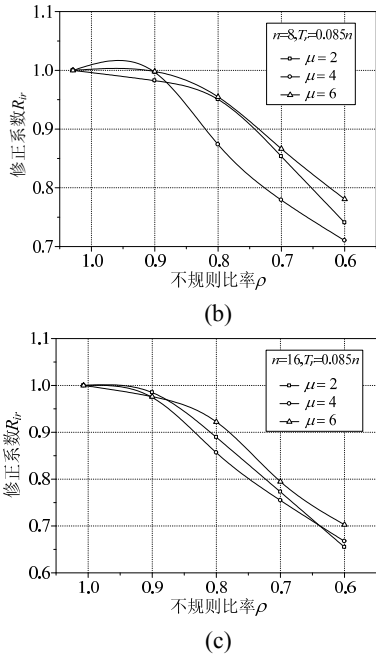 1.1
n=8,Tr=0.085n
μ = 2
μ = 4
μ = 6
1.0
0.9
0.8
0.7
修正系数Rir
1.0 0.9 0.8 0.7 0.6
不规则比率ρ
(b)
1.1
n=16,Tr=0.085n
μ = 2
μ = 4
μ = 6
1.0
0.9
0.8
0.7
0.6
修正系数Rir
1.0 0.9 0.8 0.7 0.6
不规则比率ρ
(c)